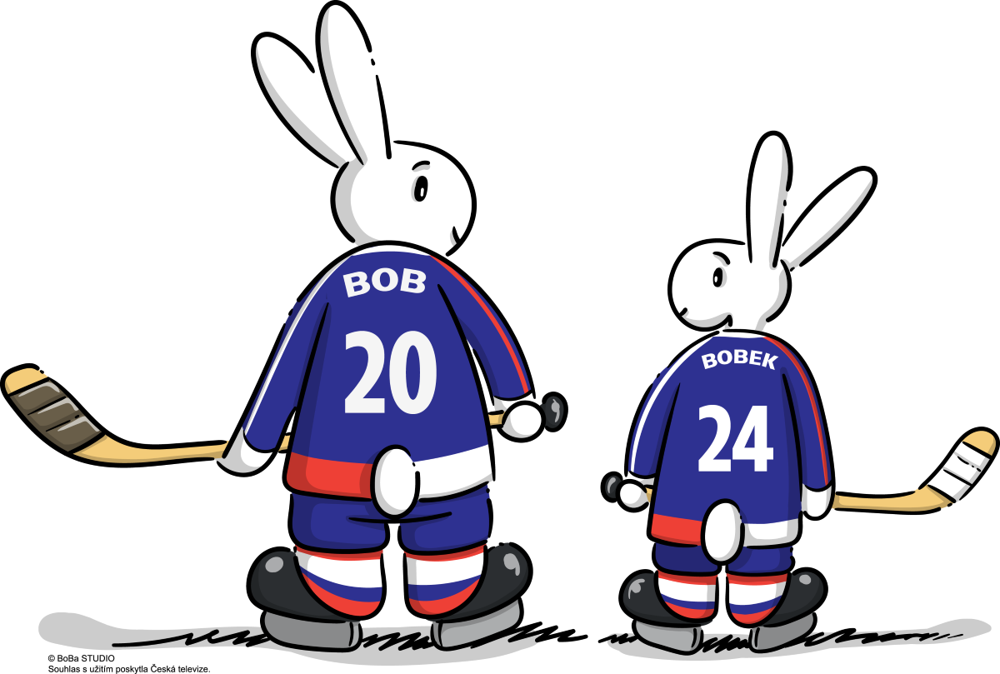 BOB
20
BOBEK
24
© BoBa STUDIO
Souhlas s užitím poskytla Česká televize.